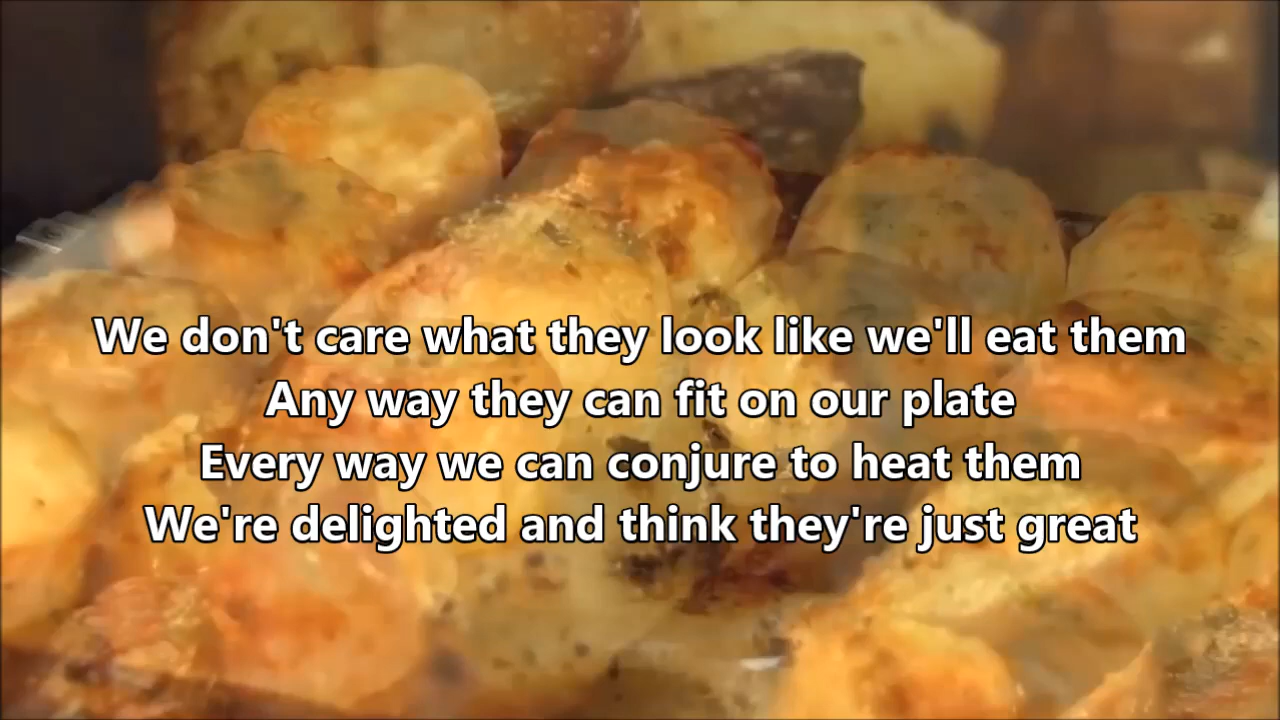 We don't care what they look like we'll eat them
Any way they can fit on our plate
Every way we can conjure to heat them
We're delighted and think they're just great